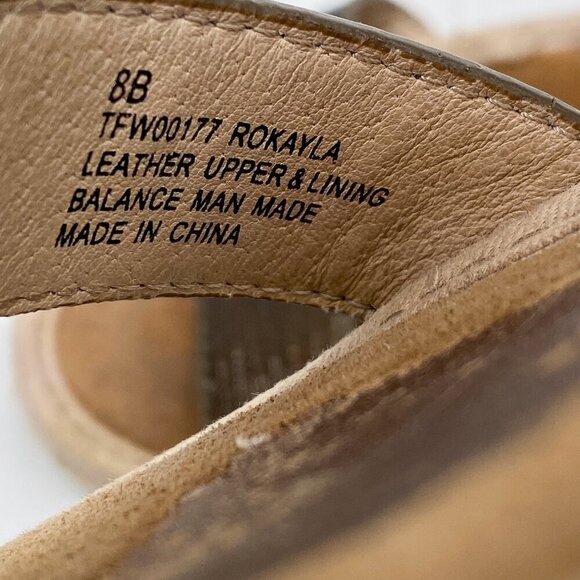 8B
TFW00177 ROKAYLA
LEATHER UPPER & LINING
BALANCE MAN MADE
MADE IN CHINA